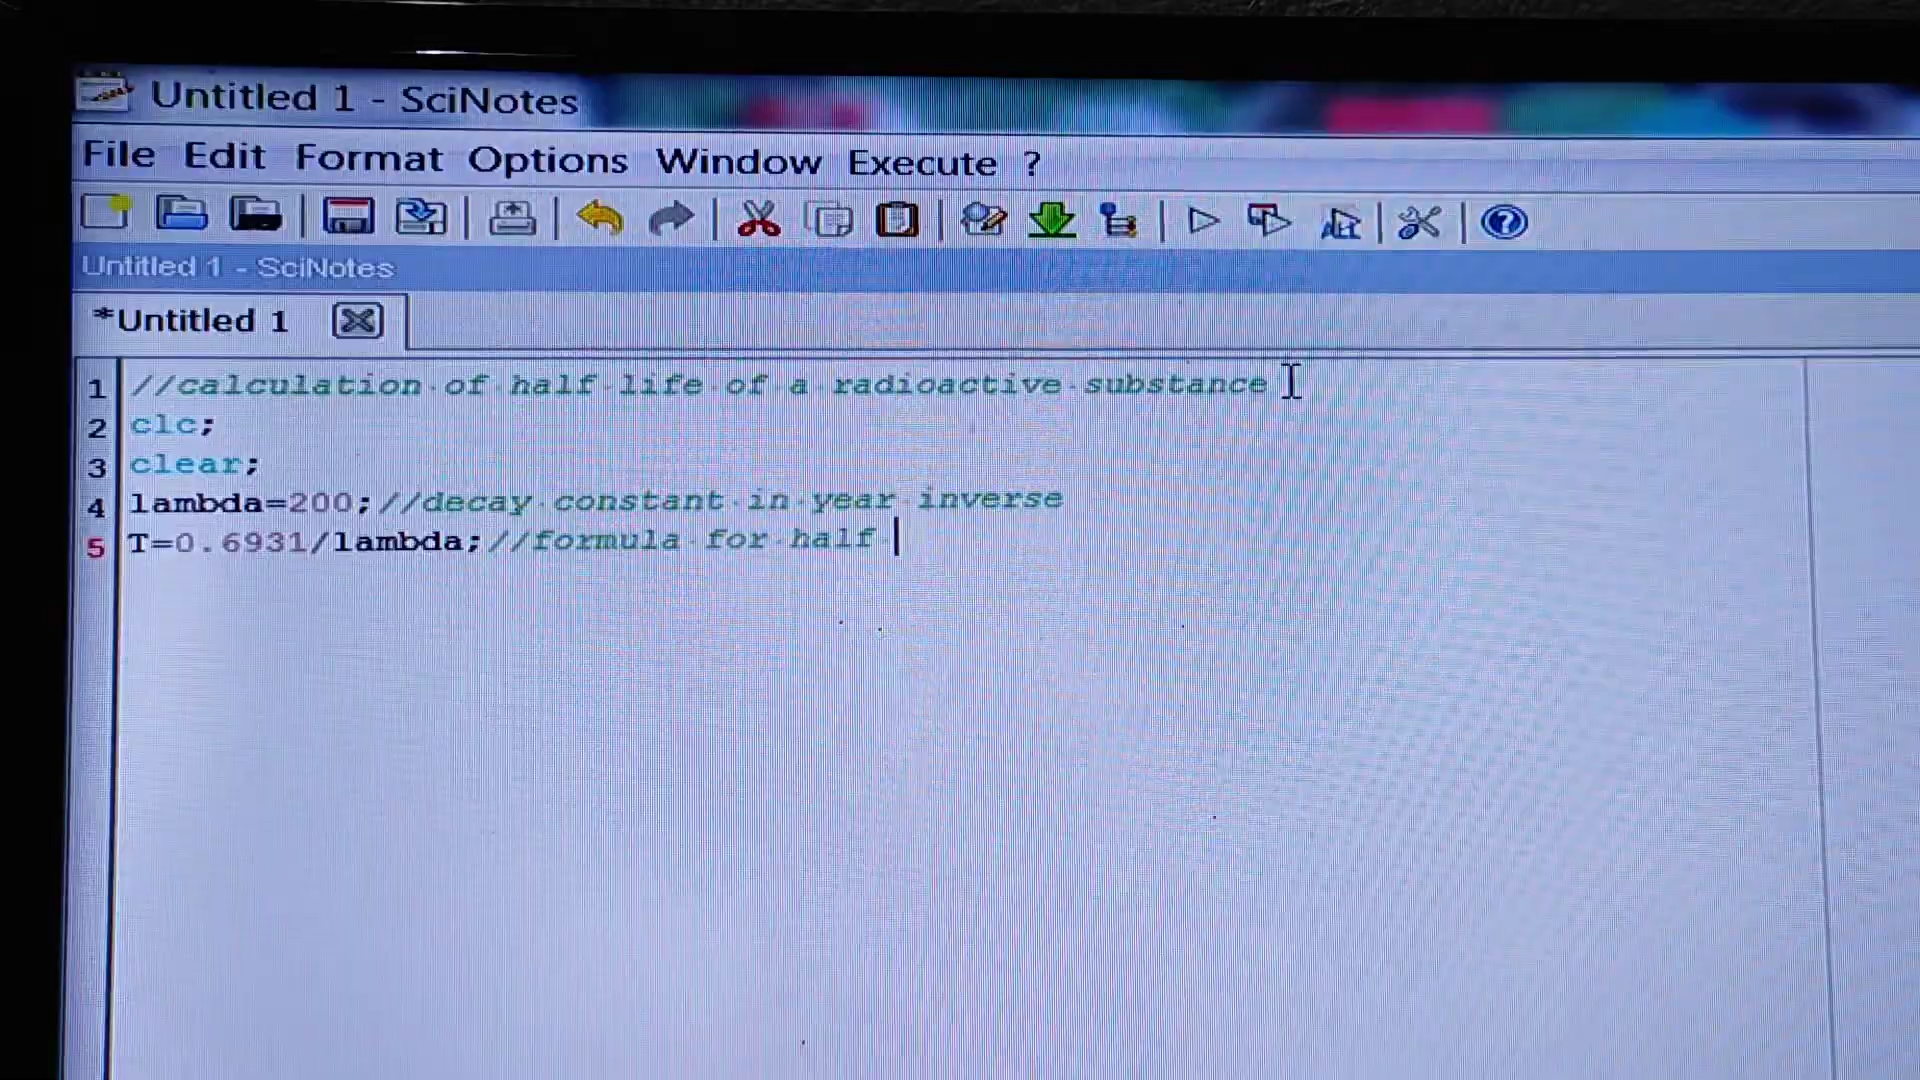 Untitled 1 - SciNotes
File Edit Format Options Window Execute ?
Untitled 1 - SciNotes
*Untitled 1
1 //calculation of half life of a radioactive substance
2 clc;
3 clear;
4 lambda=200;//decay constant in year inverse
5 T=0.6931/lambda;//formula for half